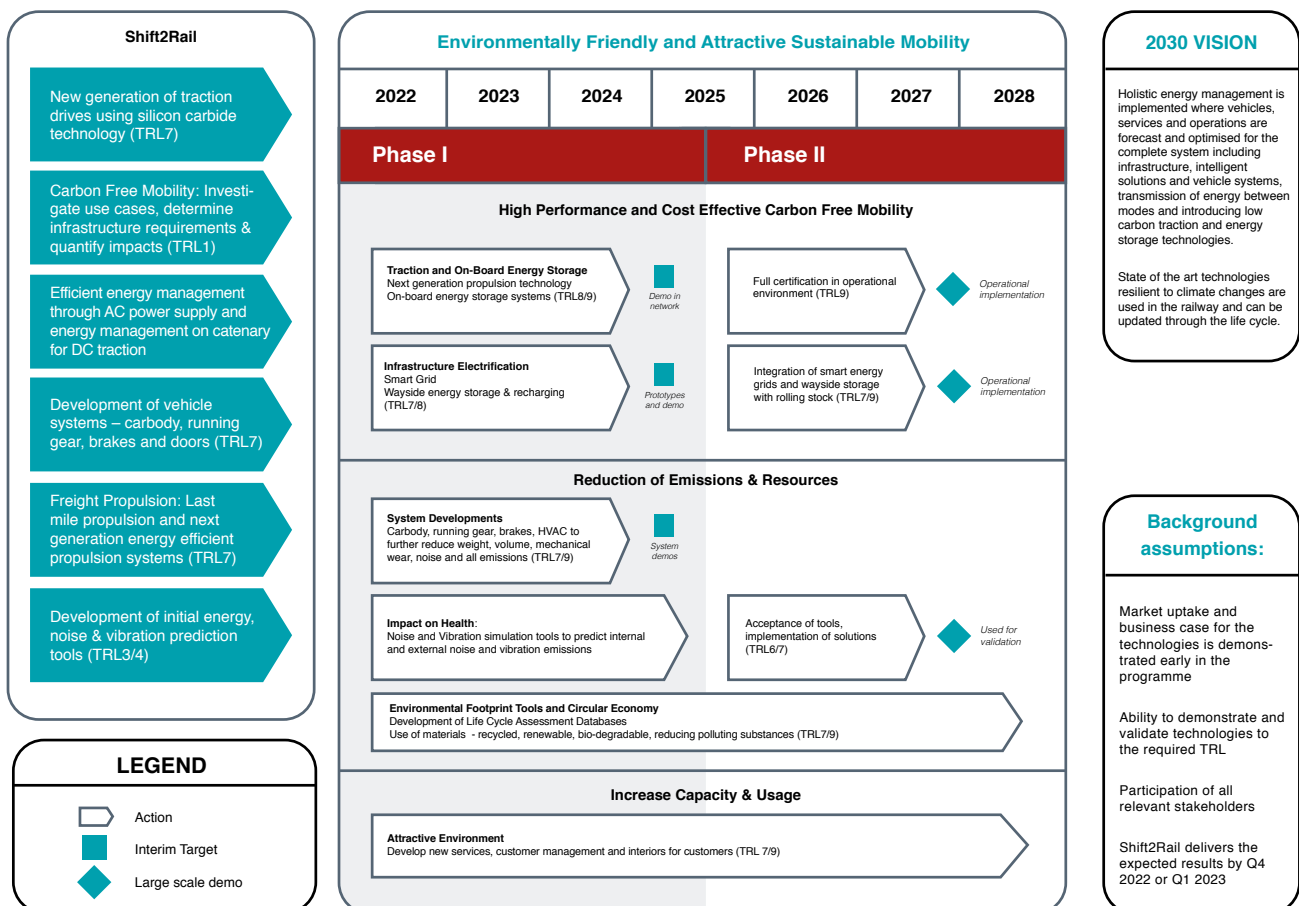 Shift2Rail
New generation of traction
drives using silicon carbide
technology (TRL7)
Carbon Free Mobility: Investi-
gate use cases, determine
infrastructure requirements &
quantify impacts (TRL1)
Efficient energy management
through AC power supply and
energy management on catenary
for DC traction
Development of vehicle
systems – carbody, running
gear, brakes and doors (TRL7)
Freight Propulsion: Last
mile propulsion and next
generation energy efficient
propulsion systems (TRL7)
Development of initial energy,
noise & vibration prediction
tools (TRL3/4)
LEGEND
Action
Interim Target
Large scale demo
Environmentally Friendly and Attractive Sustainable Mobility
2022 2023 2024 2025 2026 2027 2028
Phase I Phase II
High Performance and Cost Effective Carbon Free Mobility
Traction and On-Board Energy Storage
Next generation propulsion technology
On-board energy storage systems (TRL8/9)
Demo in
network
Full certification in operational
environment (TRL9)
Operational
implementation
Infrastructure Electrification
Smart Grid
Wayside energy storage & recharging
(TRL7/8)
Prototypes
and demo
Integration of smart energy
grids and wayside storage
with rolling stock (TRL7/9)
Operational
implementation
Reduction of Emissions & Resources
System Developments
Carbody, running gear, brakes, HVAC to
further reduce weight, volume, mechanical
wear, noise and all emissions (TRL7/9)
System
demos
Impact on Health:
Noise and Vibration simulation tools to predict internal
and external noise and vibration emissions
Acceptance of tools,
implementation of solutions
(TRL6/7)
Used for
validation
Environmental Footprint Tools and Circular Economy
Development of Life Cycle Assessment Databases
Use of materials - recycled, renewable, bio-degradable, reducing polluting substances (TRL7/9)
Increase Capacity & Usage
Attractive Environment
Develop new services, customer management and interiors for customers (TRL 7/9)
2030 VISION
Holistic energy management is
implemented where vehicles,
services and operations are
forecast and optimised for the
complete system including
infrastructure, intelligent
solutions and vehicle systems,
transmission of energy between
modes and introducing low
carbon traction and energy
storage technologies.
State of the art technologies
resilient to climate changes are
used in the railway and can be
updated through the life cycle.
Background
assumptions:
Market uptake and
business case for the
technologies is demons-
trated early in the
programme
Ability to demonstrate and
validate technologies to
the required TRL
Participation of all
relevant stakeholders
Shift2Rail delivers the
expected results by Q4
2022 or Q1 2023